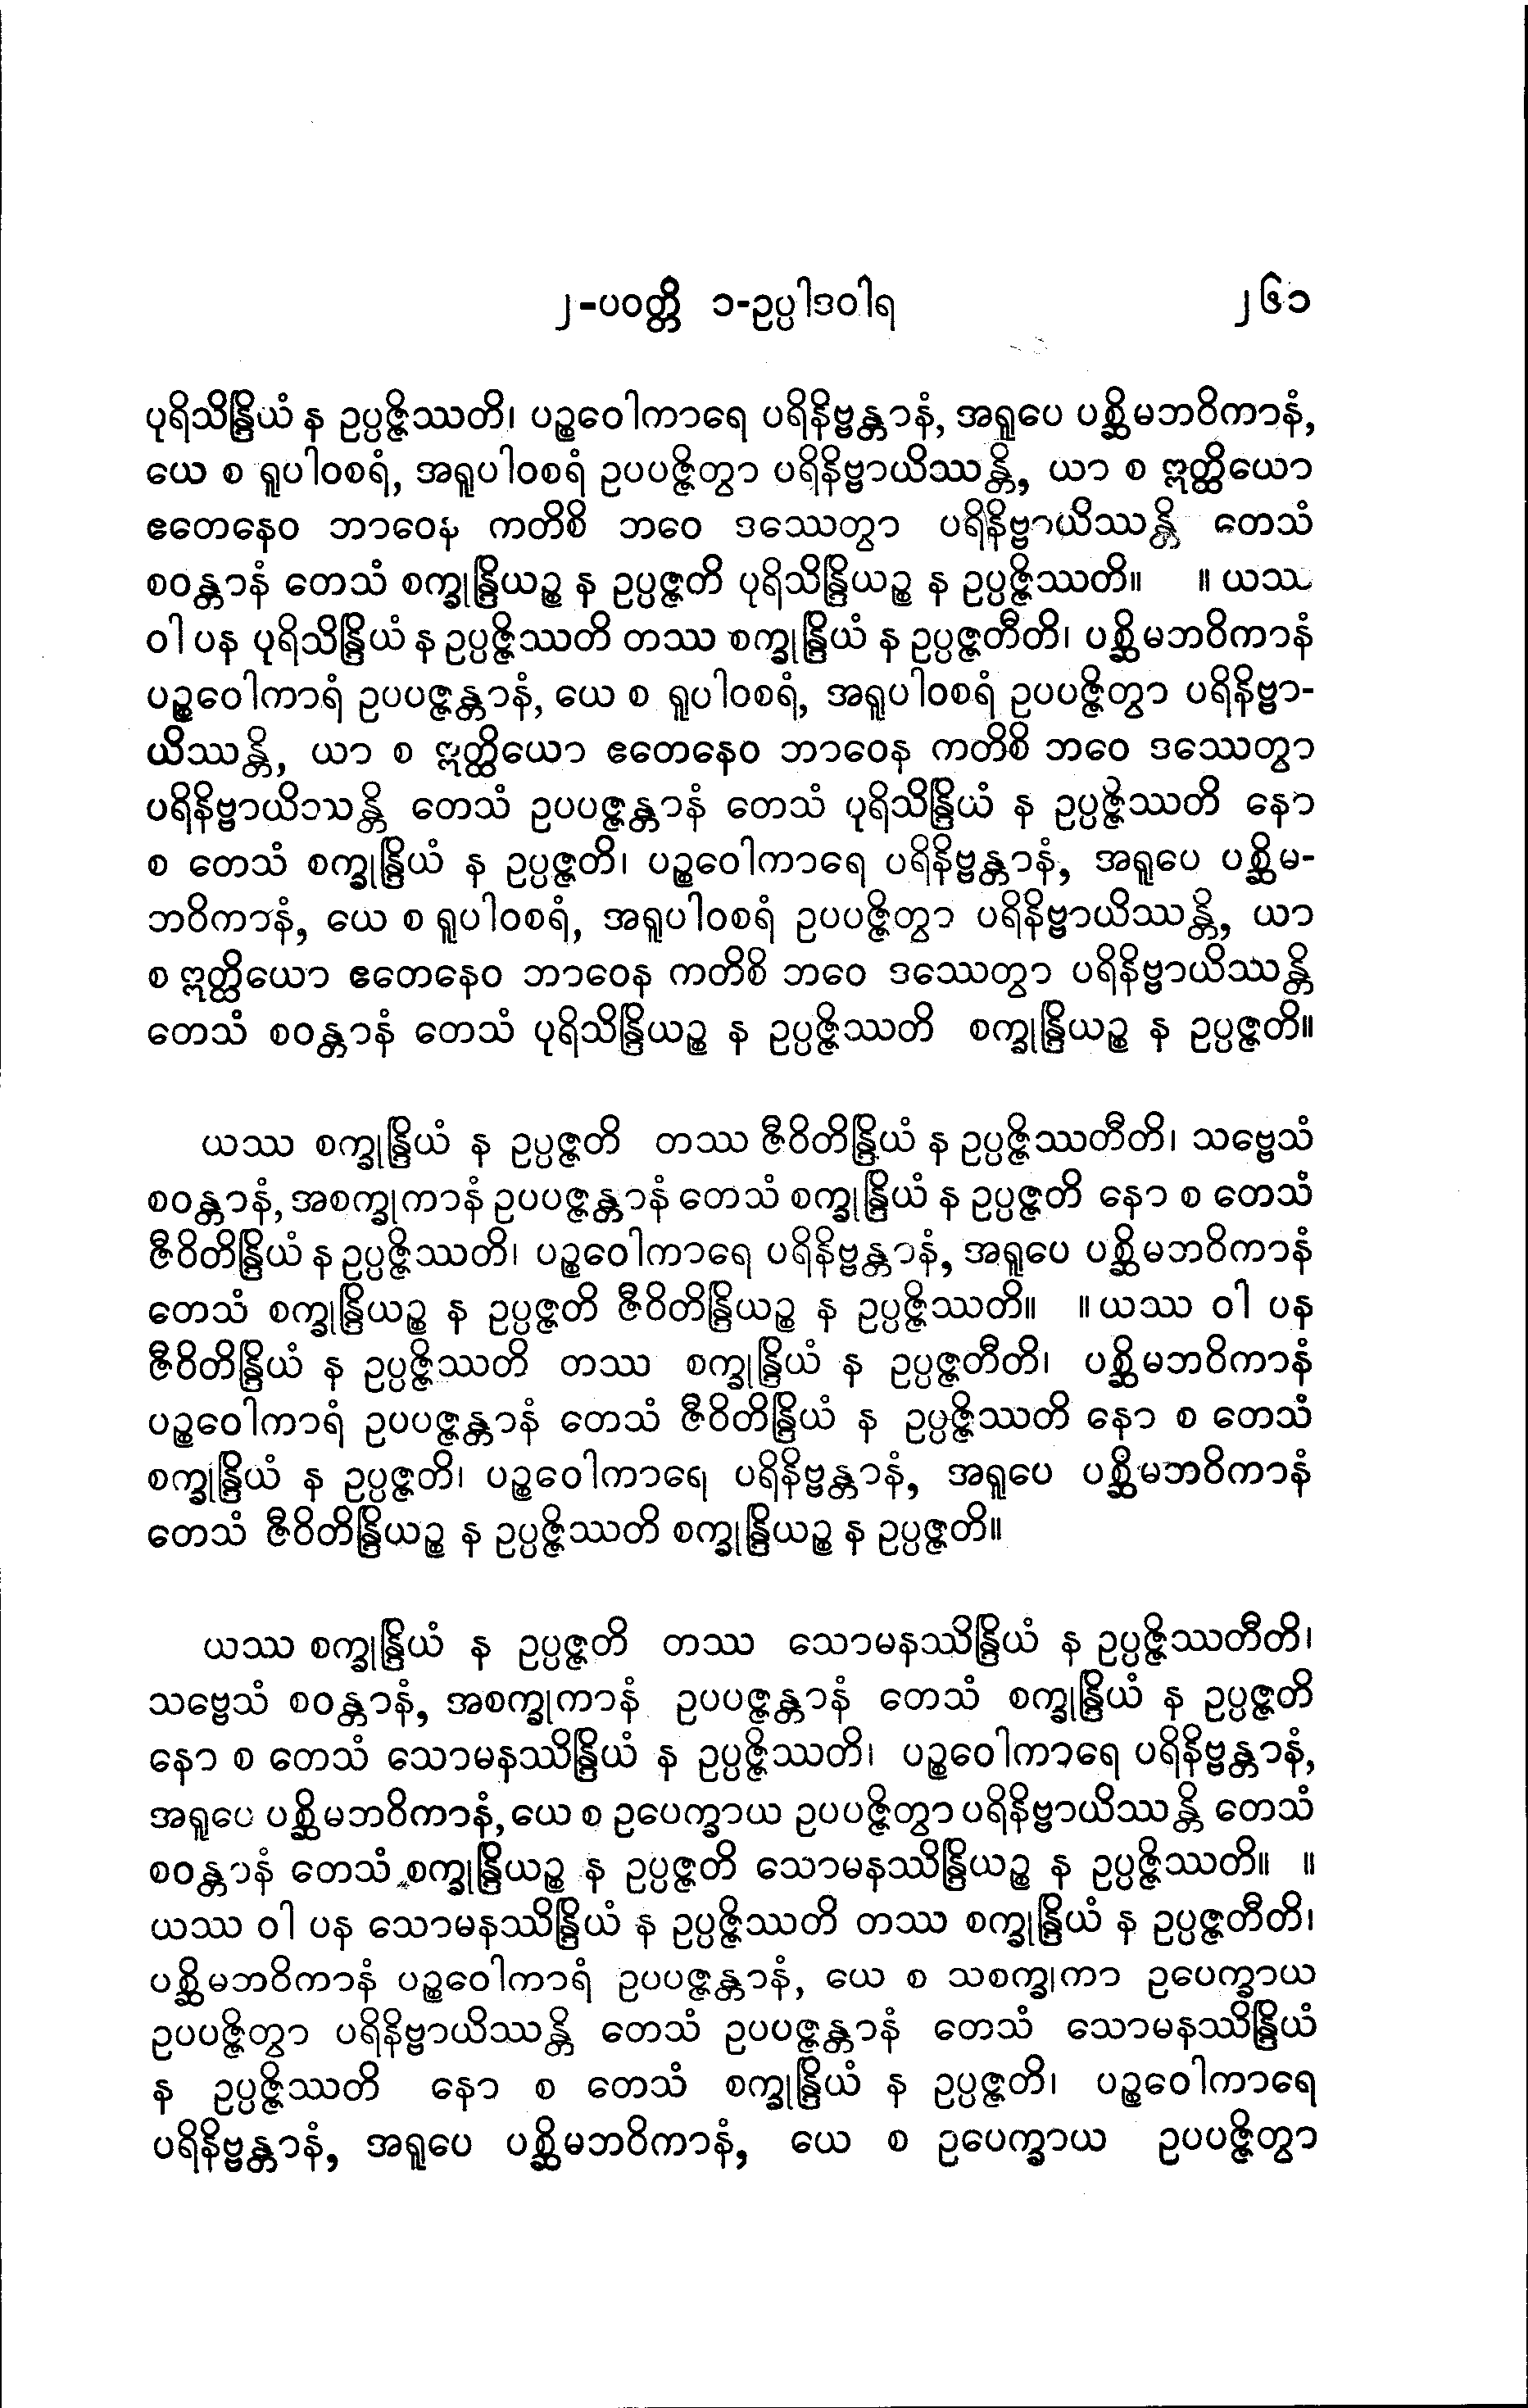 ၂-ပဝတ္တိ ၁-ဥပ္ပါဒဝါရ ၂၆၁
ပုရိသိန္ဒြိယံ န ဥပ္ပဇ္ဇိဿတိ၊ ပဉ္စဝေါကာရေ ပရိနိဗ္ဗန္တာနံ, အရူပေ ပစ္ဆိမဘဝိကာနံ,
ယေ စ ရူပါဝစရံ, အရူပါဝစရံ ဥပပဇ္ဇိတွာ ပရိနိဗ္ဗာယိဿန္တိ, ယာ စ ဣတ္ထိယော
ဧတေနေဝ ဘာဝေန ကတိစိ ဘဝေ ဒဿေတွာ ပရိနိဗ္ဗာယိဿန္တိ တေသံ
စဝန္တာနံ တေသံ စက္ခုန္ဒြိယဉ္စ န ဥပ္ပဇ္ဇတိ ပုရိသိန္ဒြိယဉ္စ န ဥပ္ပဇ္ဇိဿတိ။ ။ ယဿ
ဝါ ပန ပုရိသိန္ဒြိယံ န ဥပ္ပဇ္ဇိဿတိ တဿ စက္ခုန္ဒြိယံ န ဥပ္ပဇ္ဇတီတိ၊ ပစ္ဆိမဘဝိကာနံ
ပဉ္စဝေါကာရံ ဥပပဇ္ဇန္တာနံ, ယေ စ ရူပါဝစရံ, အရူပါဝစရံ ဥပပဇ္ဇိတွာ ပရိနိဗ္ဗာ-
ယိဿန္တိ, ယာ စ ဣတ္ထိယော ဧတေနေဝ ဘာဝေန ကတိစိ ဘဝေ ဒဿေတွာ
ပရိနိဗ္ဗာယိဿန္တိ တေသံ ဥပပဇ္ဇန္တာနံ တေသံ ပုရိသိန္ဒြိယံ န ဥပ္ပဇ္ဇိဿတိ နော
စ တေသံ စက္ခုန္ဒြိယံ န ဥပ္ပဇ္ဇတိ၊ ပဉ္စဝေါကာရေ ပရိနိဗ္ဗန္တာနံ, အရူပေ ပစ္ဆိမ-
ဘဝိကာနံ, ယေ စ ရူပါဝစရံ, အရူပါဝစရံ ဥပပဇ္ဇိတွာ ပရိနိဗ္ဗာယိဿန္တိ, ယာ
စ ဣတ္ထိယော ဧတေနေဝ ဘာဝေန ကတိစိ ဘဝေ ဒဿေတွာ ပရိနိဗ္ဗာယိဿန္တိ
တေသံ စဝန္တာနံ တေသံ ပုရိသိန္ဒြိယဉ္စ န ဥပ္ပဇ္ဇိဿတိ စက္ခုန္ဒြိယဉ္စ န ဥပ္ပဇ္ဇတိ။
ယဿ စက္ခုန္ဒြိယံ န ဥပ္ပဇ္ဇတိ တဿ ဇီဝိတိန္ဒြိယံ န ဥပ္ပဇ္ဇိဿတီတိ၊ သဗ္ဗေသံ
စဝန္တာနံ, အစက္ခုကာနံ ဥပပဇ္ဇန္တာနံ တေသံ စက္ခုန္ဒြိယံ န ဥပ္ပဇ္ဇတိ နော စ တေသံ
ဇီဝိတိန္ဒြိယံ န ဥပ္ပဇ္ဇိဿတိ၊ ပဉ္စဝေါကာရေ ပရိနိဗ္ဗန္တာနံ, အရူပေ ပစ္ဆိမဘဝိကာနံ
တေသံ စက္ခုန္ဒြိယဉ္စ န ဥပ္ပဇ္ဇတိ ဇီဝိတိန္ဒြိယဉ္စ န ဥပ္ပဇ္ဇိဿတိ။ ။ ယဿ ဝါ ပန
ဇီဝိတိန္ဒြိယံ န ဥပ္ပဇ္ဇိဿတိ တဿ စက္ခုန္ဒြိယံ န ဥပ္ပဇ္ဇတီတိ၊ ပစ္ဆိမဘဝိကာနံ
ပဉ္စဝေါကာရံ ဥပပဇ္ဇန္တာနံ တေသံ ဇီဝိတိန္ဒြိယံ န ဥပ္ပဇ္ဇိဿတိ နော စ တေသံ
စက္ခုန္ဒြိယံ န ဥပ္ပဇ္ဇတိ၊ ပဉ္စဝေါကာရေ ပရိနိဗ္ဗန္တာနံ, အရူပေ ပစ္ဆိမဘဝိကာနံ
တေသံ ဇီဝိတိန္ဒြိယဉ္စ န ဥပ္ပဇ္ဇိဿတိ စက္ခုန္ဒြိယဉ္စ န ဥပ္ပဇ္ဇတိ။
ယဿ စက္ခုန္ဒြိယံ န ဥပ္ပဇ္ဇတိ တဿ သောမနဿိန္ဒြိယံ န ဥပ္ပဇ္ဇိဿတီတိ၊
သဗ္ဗေသံ စဝန္တာနံ, အစက္ခုကာနံ ဥပပဇ္ဇန္တာနံ တေသံ စက္ခုန္ဒြိယံ န ဥပ္ပဇ္ဇတိ
နော စ တေသံ သောမနဿိန္ဒြိယံ န ဥပ္ပဇ္ဇိဿတိ၊ ပဉ္စဝေါကာရေ ပရိနိဗ္ဗန္တာနံ,
အရူပေ ပစ္ဆိမဘဝိကာနံ, ယေ စ ဥပေက္ခာယ ဥပပဇ္ဇိတွာ ပရိနိဗ္ဗာယိဿန္တိ တေသံ
စဝန္တာနံ တေသံ စက္ခုန္ဒြိယဉ္စ န ဥပ္ပဇ္ဇတိ သောမနဿိန္ဒြိယဉ္စ န ဥပ္ပဇ္ဇိဿတိ။ ။
ယဿ ဝါ ပန သောမနဿိန္ဒြိယံ န ဥပ္ပဇ္ဇိဿတိ တဿ စက္ခုန္ဒြိယံ န ဥပ္ပဇ္ဇတီတိ၊
ပစ္ဆိမဘဝိကာနံ ပဉ္စဝေါကာရံ ဥပပဇ္ဇန္တာနံ, ယေ စ သစက္ခုကာ ဥပေက္ခာယ
ဥပပဇ္ဇိတွာ ပရိနိဗ္ဗာယိဿန္တိ တေသံ ဥပပဇ္ဇန္တာနံ တေသံ သောမနဿိန္ဒြိယံ
န ဥပ္ပဇ္ဇိဿတိ နော စ တေသံ စက္ခုန္ဒြိယံ န ဥပ္ပဇ္ဇတိ၊ ပဉ္စဝေါကာရေ
ပရိနိဗ္ဗန္တာနံ, အရူပေ ပစ္ဆိမဘဝိကာနံ, ယေ စ ဥပေက္ခာယ ဥပပဇ္ဇိတွာ